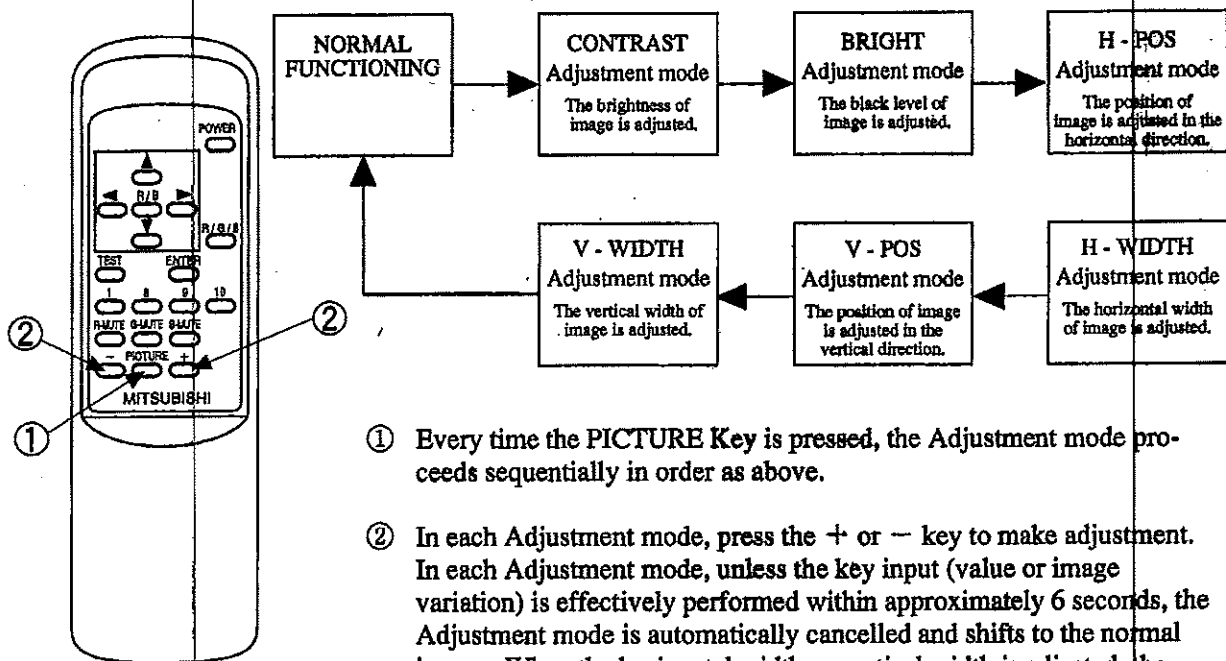 NORMAL
FUNCTIONING
CONTRAST
Adjustment mode
The brightness of
image is adjusted.
BRIGHT
Adjustment mode
The black level of
image is adjusted.
H - POS
Adjustment mode
The position of
image is adjusted in the
horizontal direction.
V - WIDTH
Adjustment mode
The vertical width of
image is adjusted.
V - POS
Adjustment mode
The position of image
is adjusted in the
vertical direction.
H - WIDTH
Adjustment mode
The horizontal width
of image is adjusted.
POWER
R/B
R/G/B
TEST ENTER
1 8 9 10
R-MUTE G-MUTE B-MUTE
② ②
− PICTURE +
MITSUBISHI
①
① Every time the PICTURE Key is pressed, the Adjustment mode pro-
ceeds sequentially in order as above.
② In each Adjustment mode, press the + or − key to make adjustment.
In each Adjustment mode, unless the key input (value or image
variation) is effectively performed within approximately 6 seconds, the
Adjustment mode is automatically cancelled and shifts to the normal